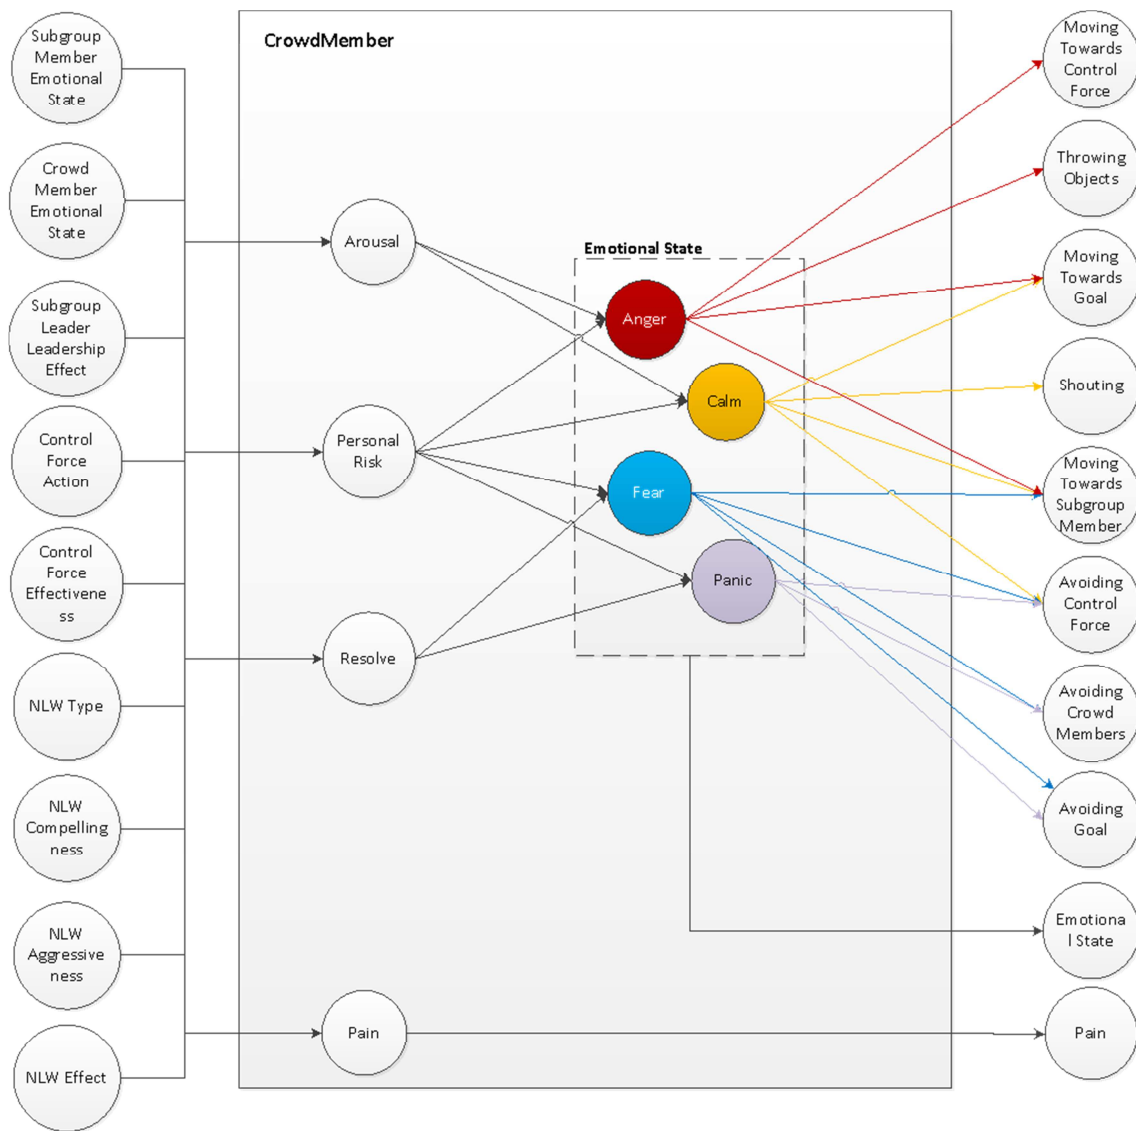 Subgroup
Member
Emotional
State
Crowd
Member
Emotional
State
Subgroup
Leader
Leadership
Effect
Control
Force
Action
Control
Force
Effectivene
ss
NLW Type
NLW
Compelling
ness
NLW
Aggressive
ness
NLW Effect
CrowdMember
Arousal
Personal
Risk
Resolve
Pain
Emotional State
Anger
Calm
Fear
Panic
Moving
Towards
Control
Force
Throwing
Objects
Moving
Towards
Goal
Shouting
Moving
Towards
Subgroup
Member
Avoiding
Control
Force
Avoiding
Crowd
Members
Avoiding
Goal
Emotiona
l State
Pain